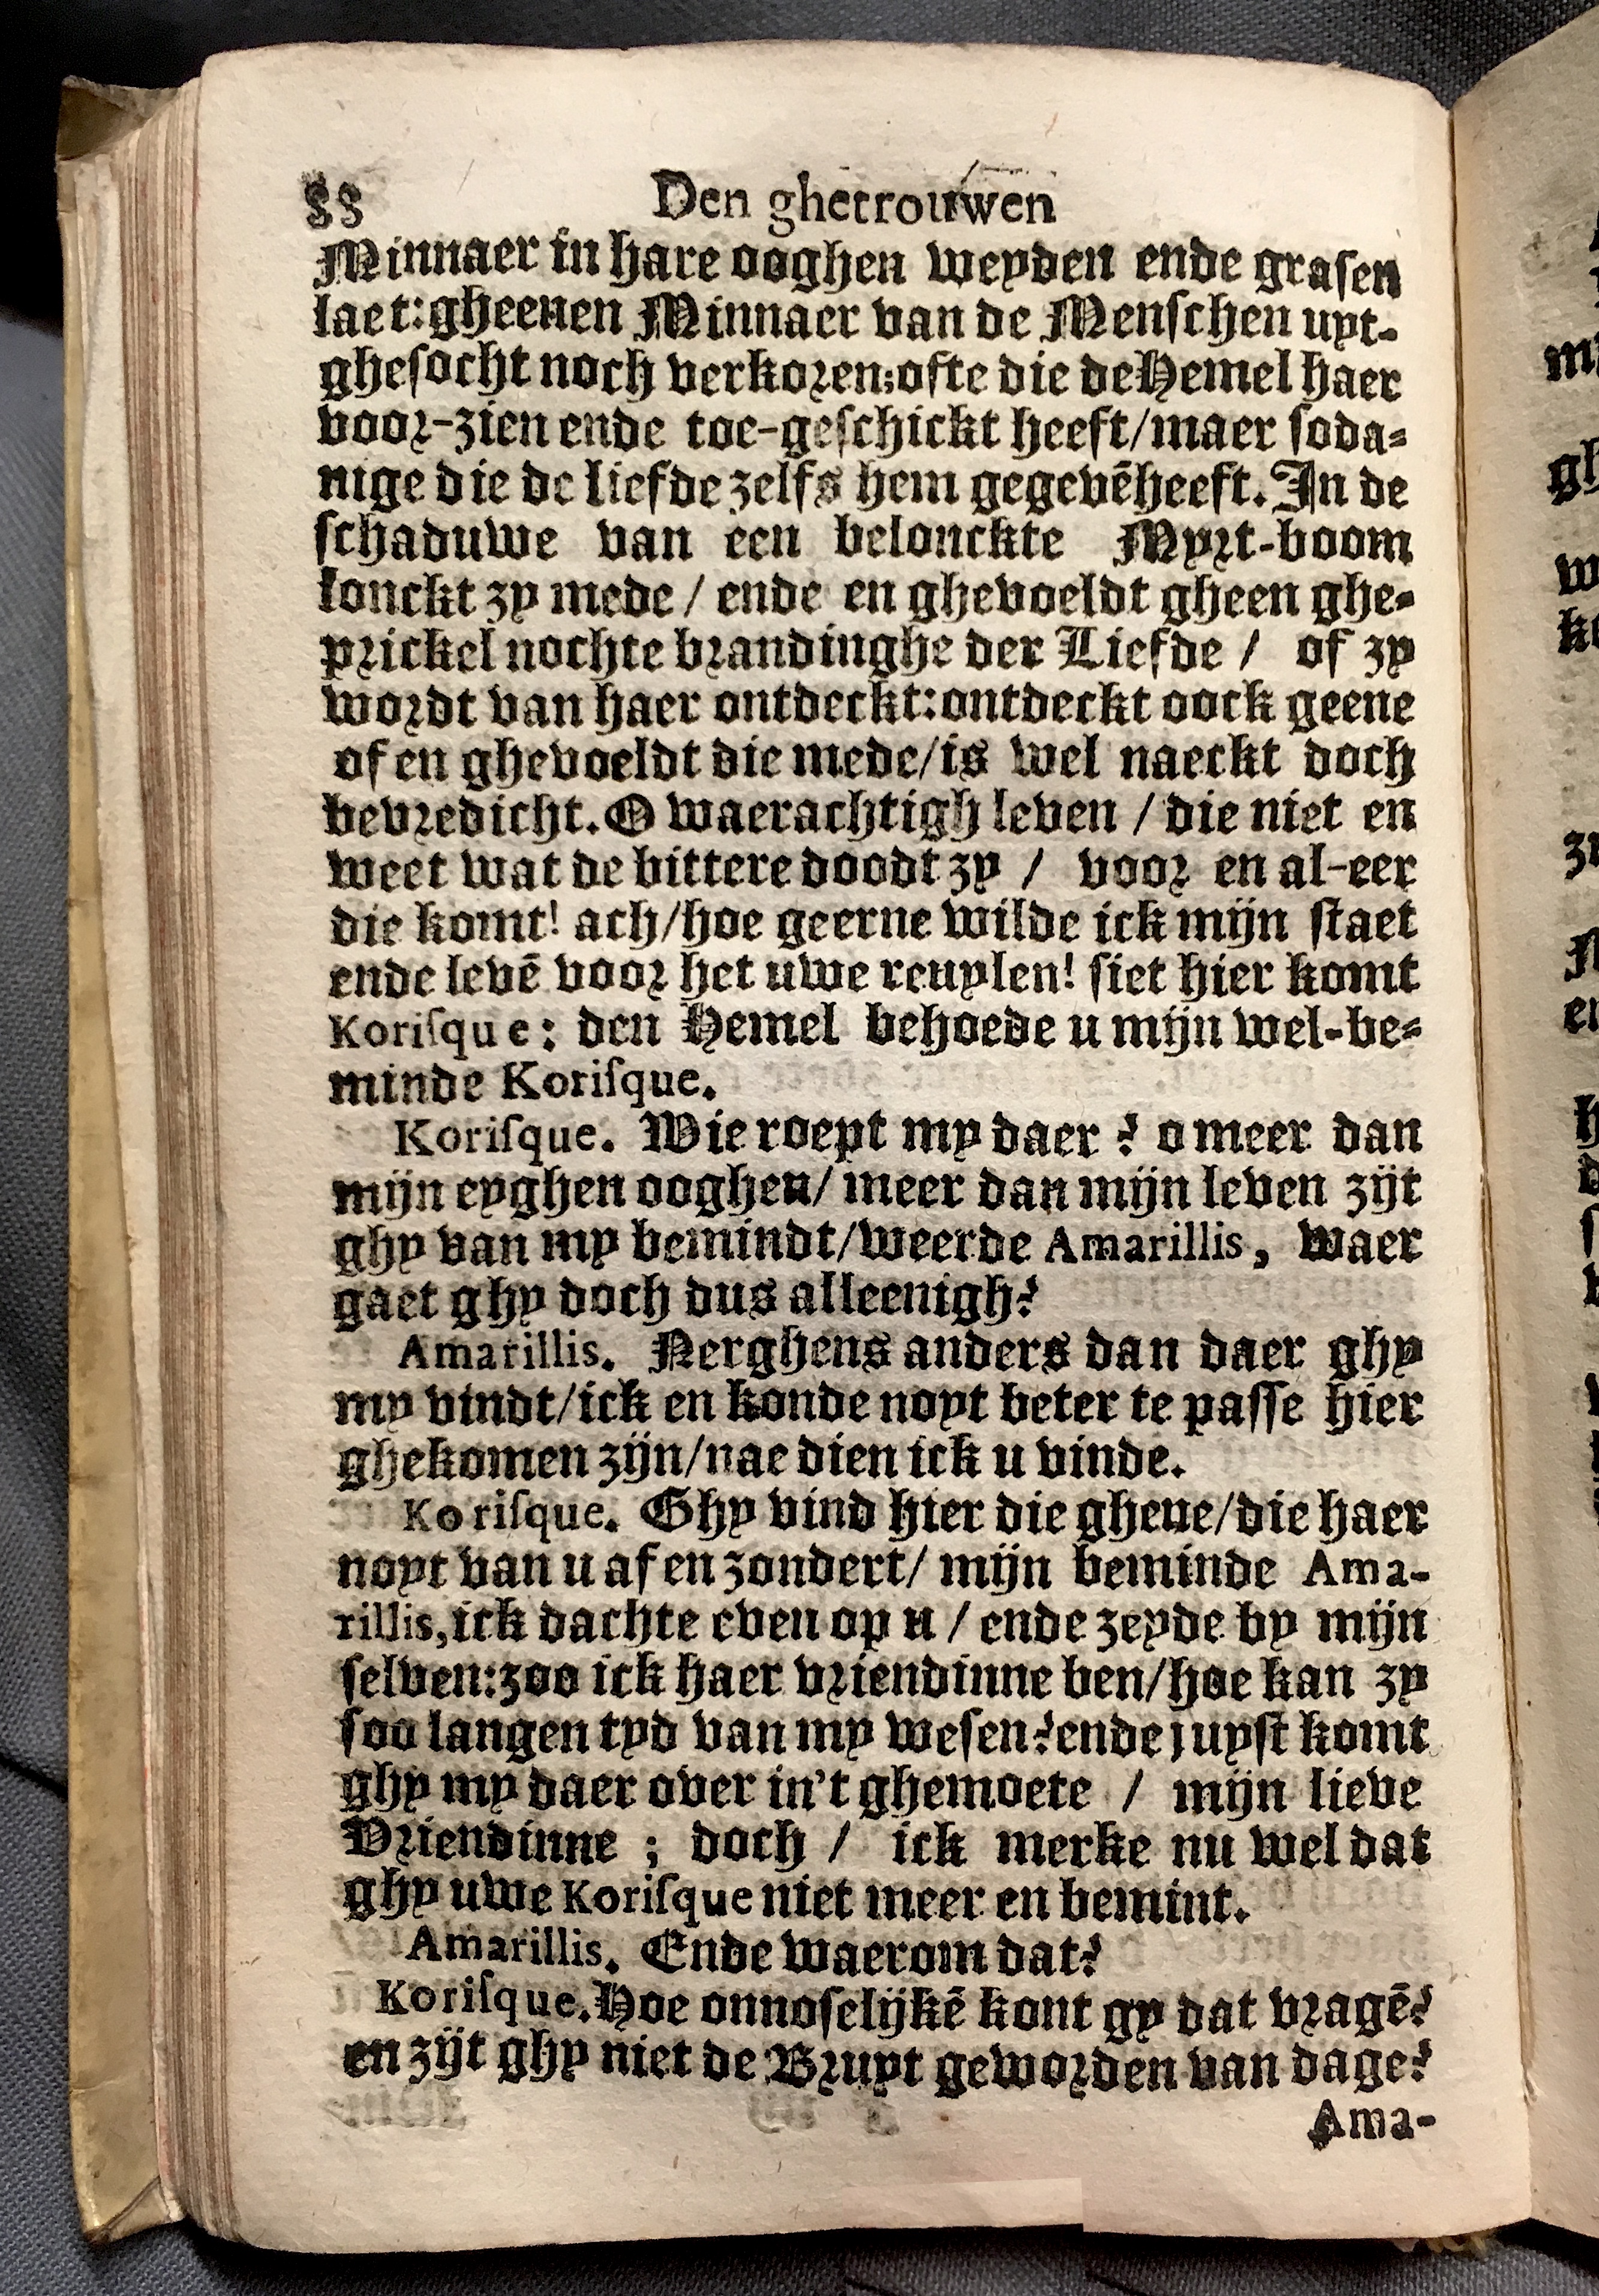 88 Den ghetrouwen
Minnaer in hare ooghen weyden ende grasen
laet: gheenen Minnaer van de Menschen uyt-
ghesocht noch verkoren; ofte die de Hemel haer
voor-zien ende toe-geschickt heeft/ maer soda-
nige die de liefde zelfs hem gegevē heeft. In de
schaduwe van een belonckte Myrt-boom
lonckt zy mede / ende en ghevoeldt gheen ghe-
prickel nochte brandinghe der Liefde / of zy
wordt van haer ontdeckt: ontdeckt oock geene
of en ghevoeldt die mede/ is wel naeckt doch
bevredicht. O waerachtigh leven / die niet en
weet wat de bittere doodt zy / voor en al-eer
die komt! ach/ hoe geerne wilde ick mijn staet
ende levē voor het uwe reuylen! siet hier komt
Korisque: den Hemel behoede u mijn wel-be-
minde Korisque.
Korisque. Wie roept my daer? o meer dan
mijn eyghen ooghen/ meer dan mijn leven zijt
ghy van my bemindt/ weerde Amarillis, waer
gaet ghy doch dus alleenigh?
Amarillis. Nerghens anders dan daer ghy
my vindt/ ick en konde noyt beter te passe hier
ghekomen zijn/ nae dien ick u vinde.
Korisque. Ghy vind hier die ghene/ die haer
noyt van u af en zondert/ mijn beminde Ama-
rillis, ick dachte even op u / ende zeyde by mijn
selven: zoo ick haer vriendinne ben/ hoe kan zy
soo langen tyd van my wesen? ende juyst komt
ghy my daer over in't ghemoete / mijn lieve
Vriendinne ; doch / ick merke nu wel dat
ghy uwe Korisque niet meer en bemint.
Amarillis. Ende waerom dat?
Korisque. Hoe onnoselijkē kont gy dat vragē?
en zijt ghy niet de Bruyt geworden van dage?
Ama-